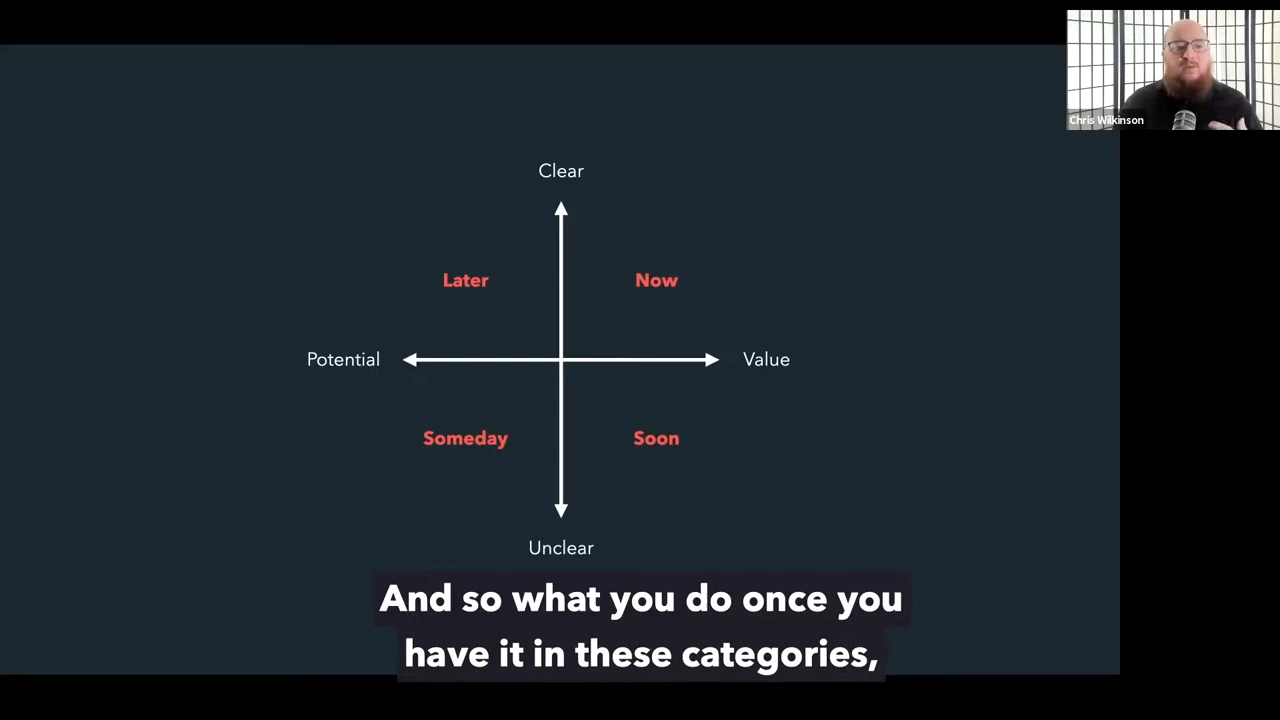 Chris Wilkinson
Clear
Later
Now
Potential
Value
Someday
Soon
Unclear
And so what you do once you
have it in these categories,